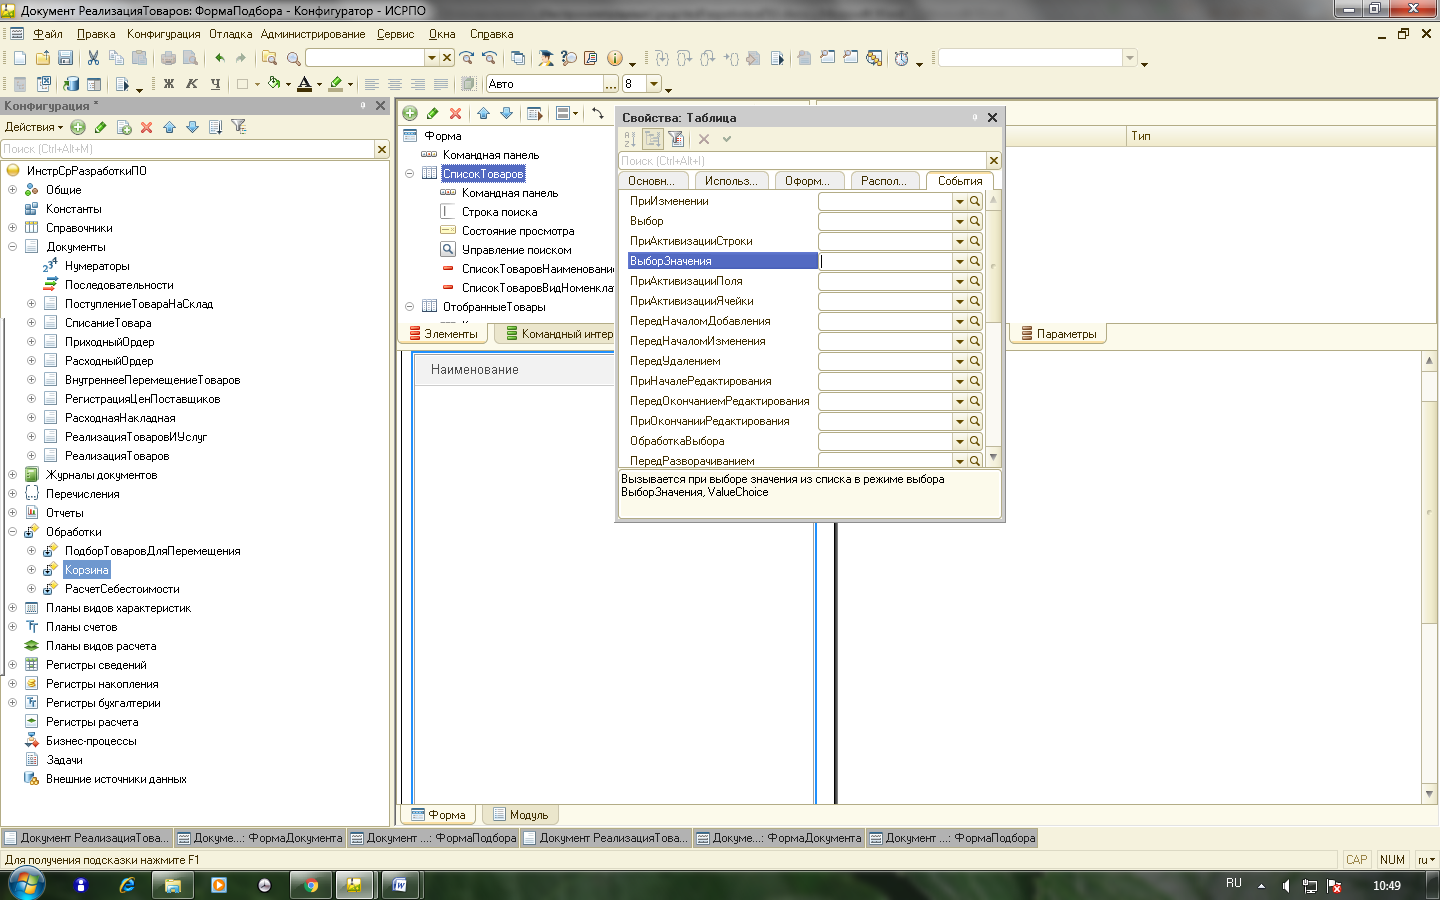 Документ РеализацияТоваров: ФормаПодбора - Конфигуратор - ИСРПО
Файл Правка Конфигурация Отладка Администрирование Сервис Окна Справка
Ж К Ч Авто 8
Конфигурация *
Действия
Поиск (Ctrl+Alt+M)
ИнстрСрРазработкиПО
Общие
Константы
Справочники
Документы
Нумераторы
Последовательности
ПоступлениеТовараНаСклад
СписаниеТовара
ПриходныйОрдер
РасходныйОрдер
ВнутреннееПеремещениеТоваров
РегистрацияЦенПоставщиков
РасходнаяНакладная
РеализацияТоваровИУслуг
РеализацияТоваров
Журналы документов
Перечисления
Отчеты
Обработки
ПодборТоваровДляПеремещения
Корзина
РасчетСебестоимости
Планы видов характеристик
Планы счетов
Планы видов расчета
Регистры сведений
Регистры накопления
Регистры бухгалтерии
Регистры расчета
Бизнес-процессы
Задачи
Внешние источники данных
Форма
Командная панель
СписокТоваров
Командная панель
Строка поиска
Состояние просмотра
Управление поиском
СписокТоваровНаименование
СписокТоваровВидНоменкла
ОтобранныеТовары
Элементы
Командный интер
Наименование
Свойства: Таблица
Поиск (Ctrl+Alt+I)
Основн... Использ... Оформ... Распол... События
ПриИзменении
Выбор
ПриАктивизацииСтроки
ВыборЗначения
ПриАктивизацииПоля
ПриАктивизацииЯчейки
ПередНачаломДобавления
ПередНачаломИзменения
ПередУдалением
ПриНачалеРедактирования
ПередОкончаниемРедактирования
ПриОкончанииРедактирования
ОбработкаВыбора
ПередРазворачиванием
Вызывается при выборе значения из списка в режиме выбора
ВыборЗначения, ValueChoice
Тип
Параметры
Форма Модуль
Документ РеализацияТова... Докуме...: ФормаДокумента Документ ...: ФормаПодбора Документ РеализацияТова... Докуме...: ФормаДокумента Документ ...: ФормаПодбора
Для получения подсказки нажмите F1
CAP NUM ru
RU 10:49